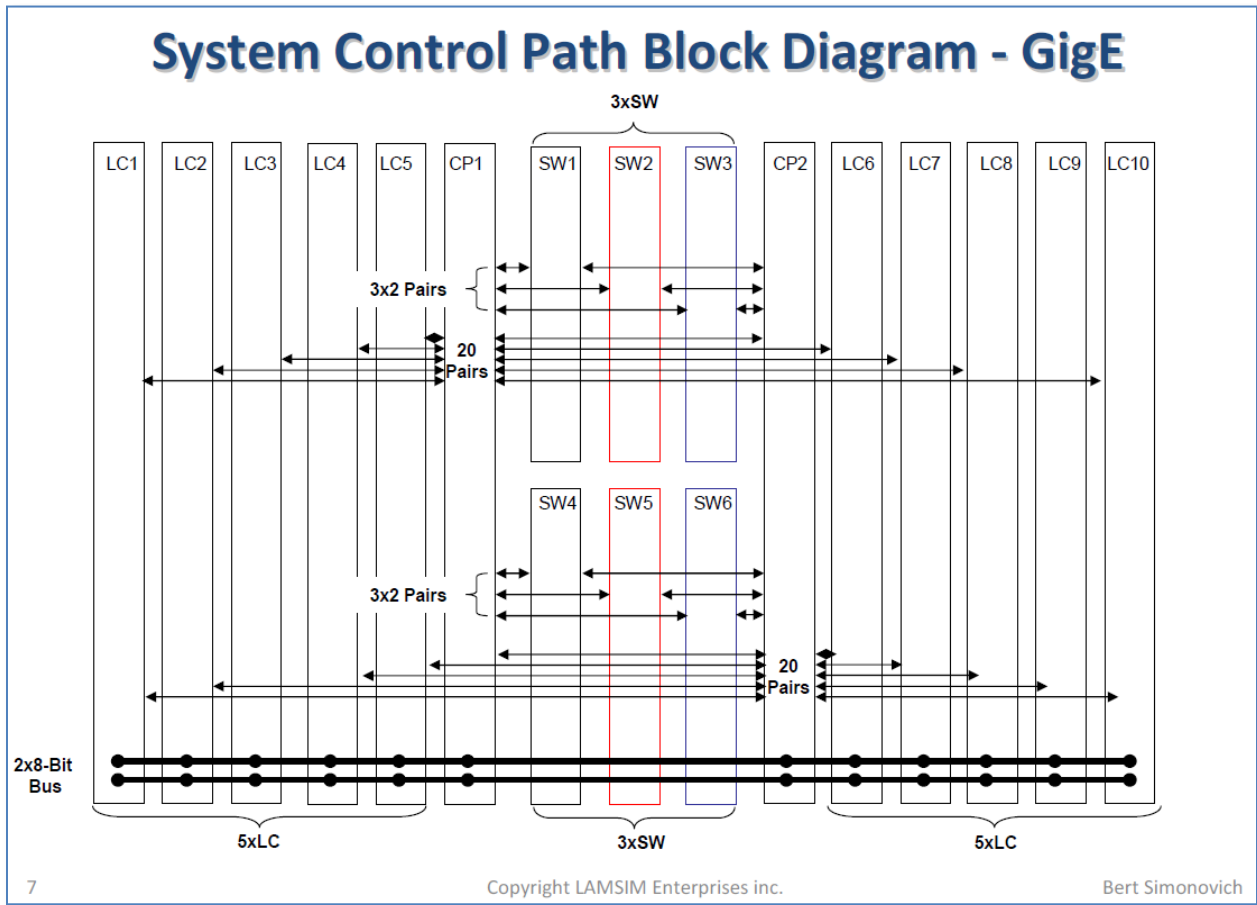 System Control Path Block Diagram - GigE
3xSW
LC1 LC2 LC3 LC4 LC5 CP1 SW1 SW2 SW3 CP2 LC6 LC7 LC8 LC9 LC10
3x2 Pairs
20
Pairs
SW4 SW5 SW6
3x2 Pairs
20
Pairs
2x8-Bit
Bus
5xLC 3xSW 5xLC
7 Copyright LAMSIM Enterprises inc. Bert Simonovich